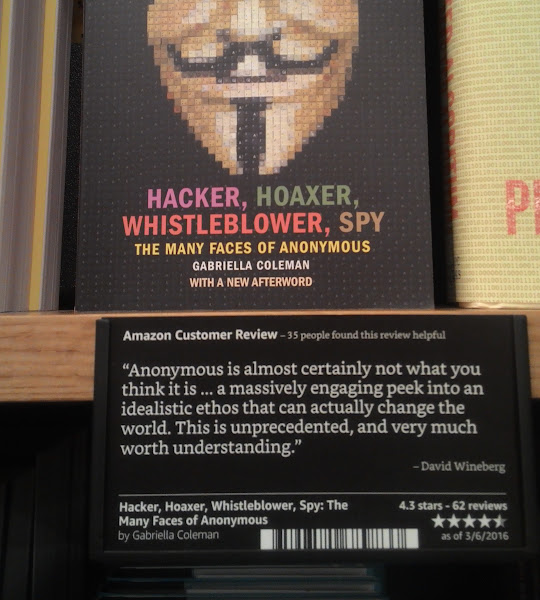 HACKER, HOAXER,
WHISTLEBLOWER, SPY
THE MANY FACES OF ANONYMOUS
GABRIELLA COLEMAN
WITH A NEW AFTERWORD
Amazon Customer Review – 35 people found this review helpful
“Anonymous is almost certainly not what you
think it is ... a massively engaging peek into an
idealistic ethos that can actually change the
world. This is unprecedented, and very much
worth understanding.”
– David Wineberg
Hacker, Hoaxer, Whistleblower, Spy: The
Many Faces of Anonymous
by Gabriella Coleman
4.3 stars - 62 reviews
as of 3/6/2016